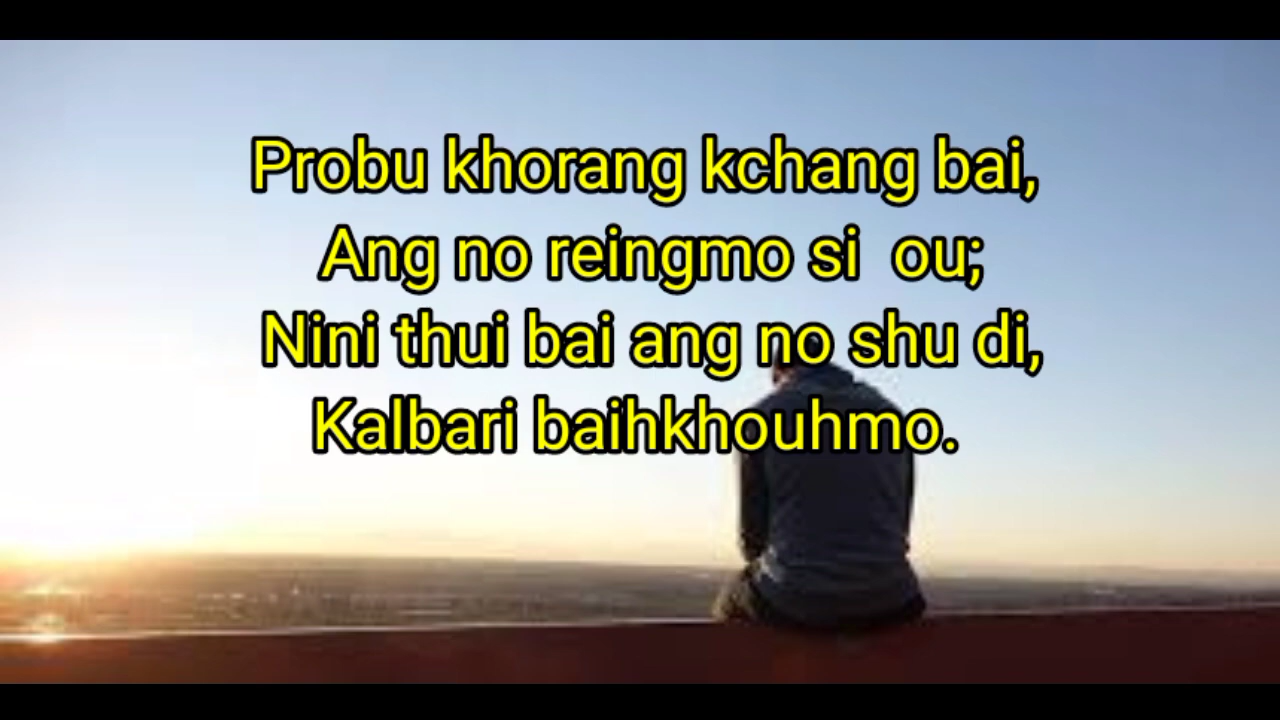 Probu khorang kchang bai,
Ang no reingmo si ou;
Nini thui bai ang no shu di,
Kalbari baihkhouhmo.